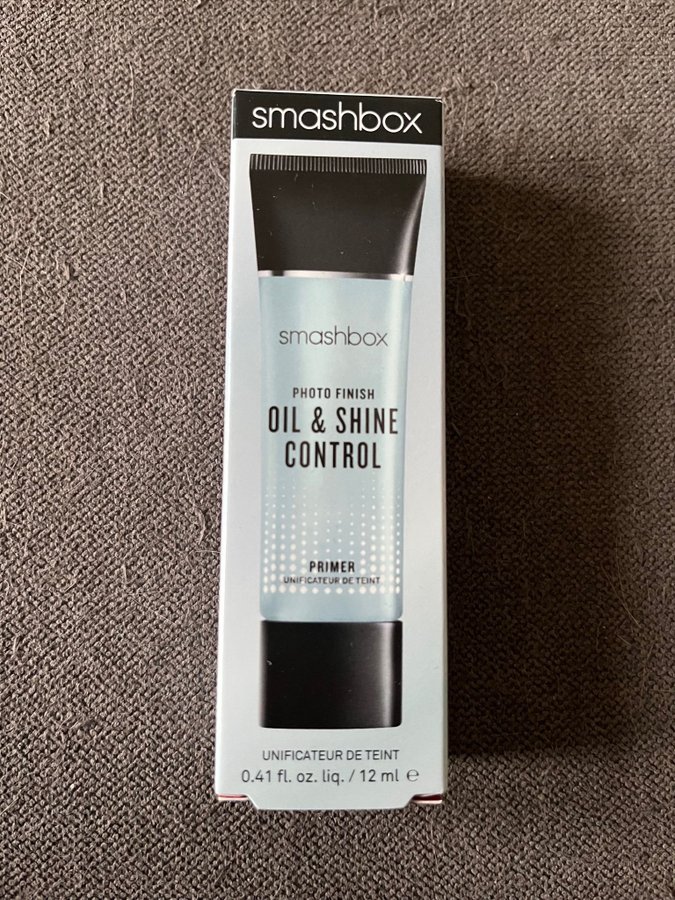 smashbox
smashbox
PHOTO FINISH
OIL & SHINE
CONTROL
PRIMER
UNIFICATEUR DE TEINT
UNIFICATEUR DE TEINT
0.41 fl. oz. liq. / 12 ml ℮